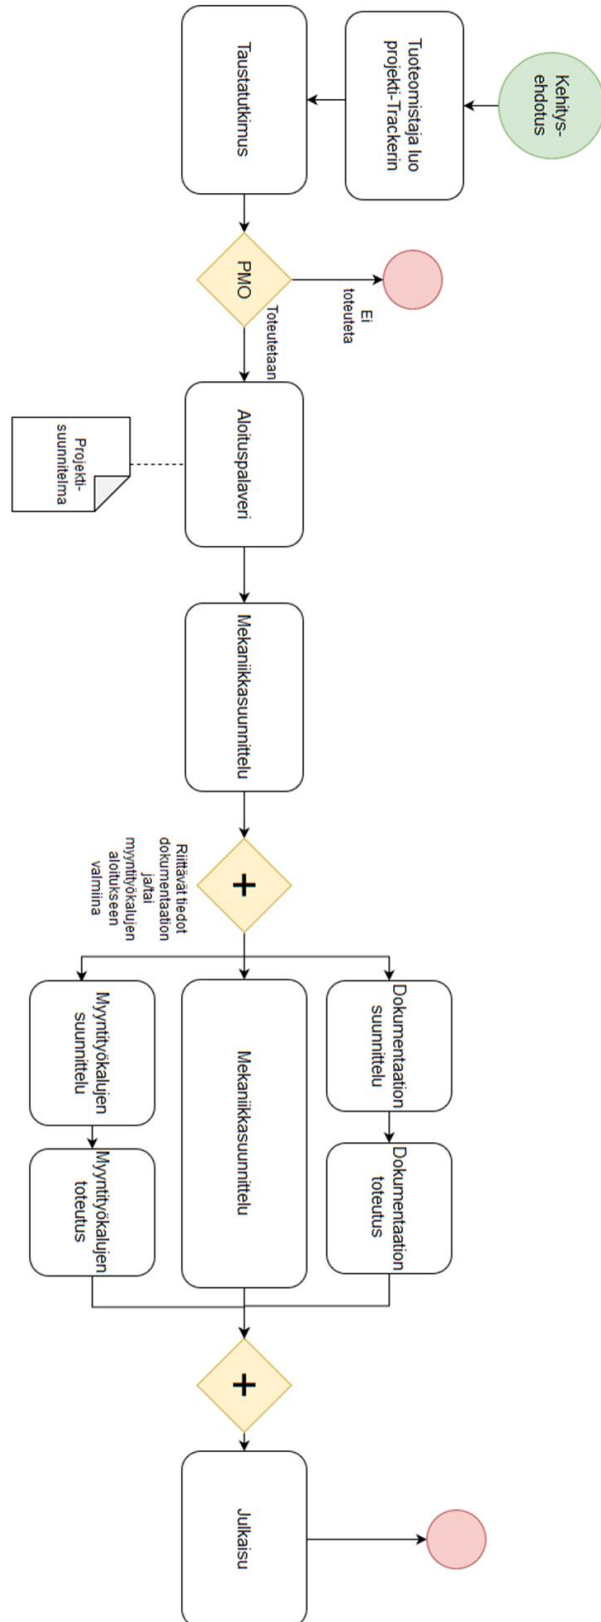 Kehitys-
ehdotus
Tuoteomistaja luo
projekti-Trackerin
Taustatutkimus
PMO
Ei
toteuteta
Toteutetaan
Aloituspalaveri
Projekti-
suunnitelma
Mekaniikkasuunnittelu
Riittävät tiedot
dokumentaation
ja/tai
myyntityökalujen
aloitukseen
valmiina
Dokumentaation
suunnittelu
Dokumentaation
toteutus
Mekaniikkasuunnittelu
Myyntityökalujen
suunnittelu
Myyntityökalujen
toteutus
Julkaisu